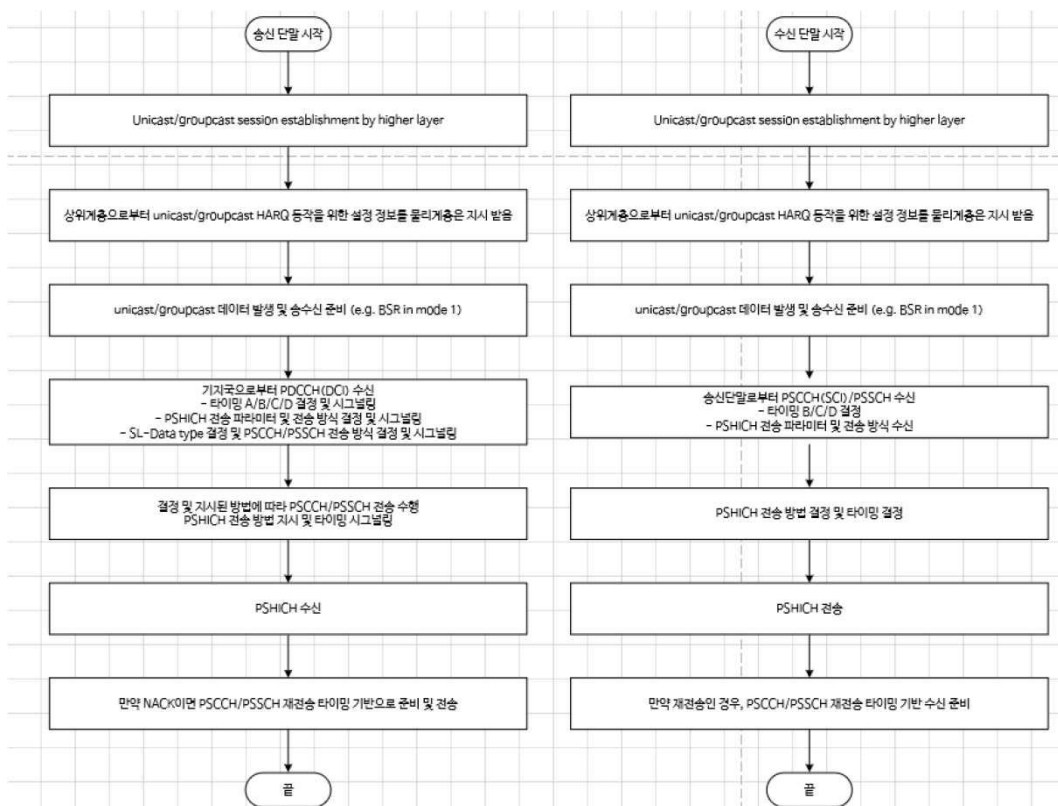 송신 단말 시작
Unicast/groupcast session establishment by higher layer
상위계층으로부터 unicast/groupcast HARQ 동작을 위한 설정 정보를 물리계층은 지시 받음
unicast/groupcast 데이터 발생 및 송수신 준비 (e.g. BSR in mode 1)
기지국으로부터 PDCCH(DCI) 수신
- 타이밍 A/B/C/D 결정 및 시그널링
- PSHICH 전송 파라미터 및 전송 방식 결정 및 시그널링
- SL-Data type 결정 및 PSCCH/PSSCH 전송 방식 결정 및 시그널링
결정 및 지시된 방법에 따라 PSCCH/PSSCH 전송 수행
PSHICH 전송 방법 지시 및 타이밍 시그널링
PSHICH 수신
만약 NACK이면 PSCCH/PSSCH 재전송 타이밍 기반으로 준비 및 전송
끝
수신 단말 시작
Unicast/groupcast session establishment by higher layer
상위계층으로부터 unicast/groupcast HARQ 동작을 위한 설정 정보를 물리계층은 지시 받음
unicast/groupcast 데이터 발생 및 송수신 준비 (e.g. BSR in mode 1)
송신단말로부터 PSCCH(SCI)/PSSCH 수신
- 타이밍 B/C/D 결정
- PSHICH 전송 파라미터 및 전송 방식 수신
PSHICH 전송 방법 결정 및 타이밍 결정
PSHICH 전송
만약 재전송인 경우, PSCCH/PSSCH 재전송 타이밍 기반 수신 준비
끝